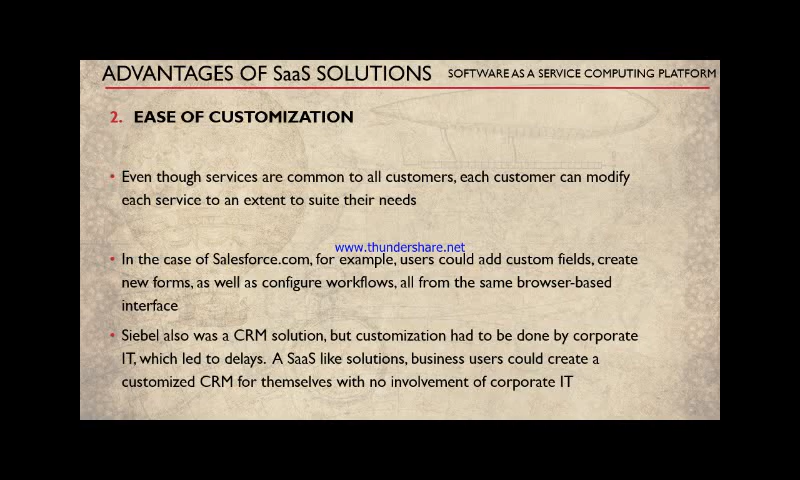 ADVANTAGES OF SaaS SOLUTIONS SOFTWARE AS A SERVICE COMPUTING PLATFORM
2. EASE OF CUSTOMIZATION
• Even though services are common to all customers, each customer can modify
each service to an extent to suite their needs
www.thundershare.net
• In the case of Salesforce.com, for example, users could add custom fields, create
new forms, as well as configure workflows, all from the same browser-based
interface
• Siebel also was a CRM solution, but customization had to be done by corporate
IT, which led to delays. A SaaS like solutions, business users could create a
customized CRM for themselves with no involvement of corporate IT